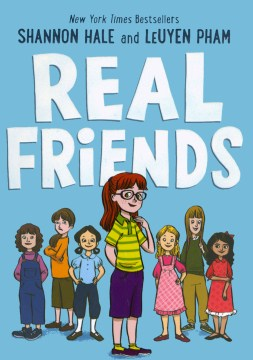 New York Times Bestsellers
SHANNON HALE and LEUYEN PHAM
REAL
FRiENDS